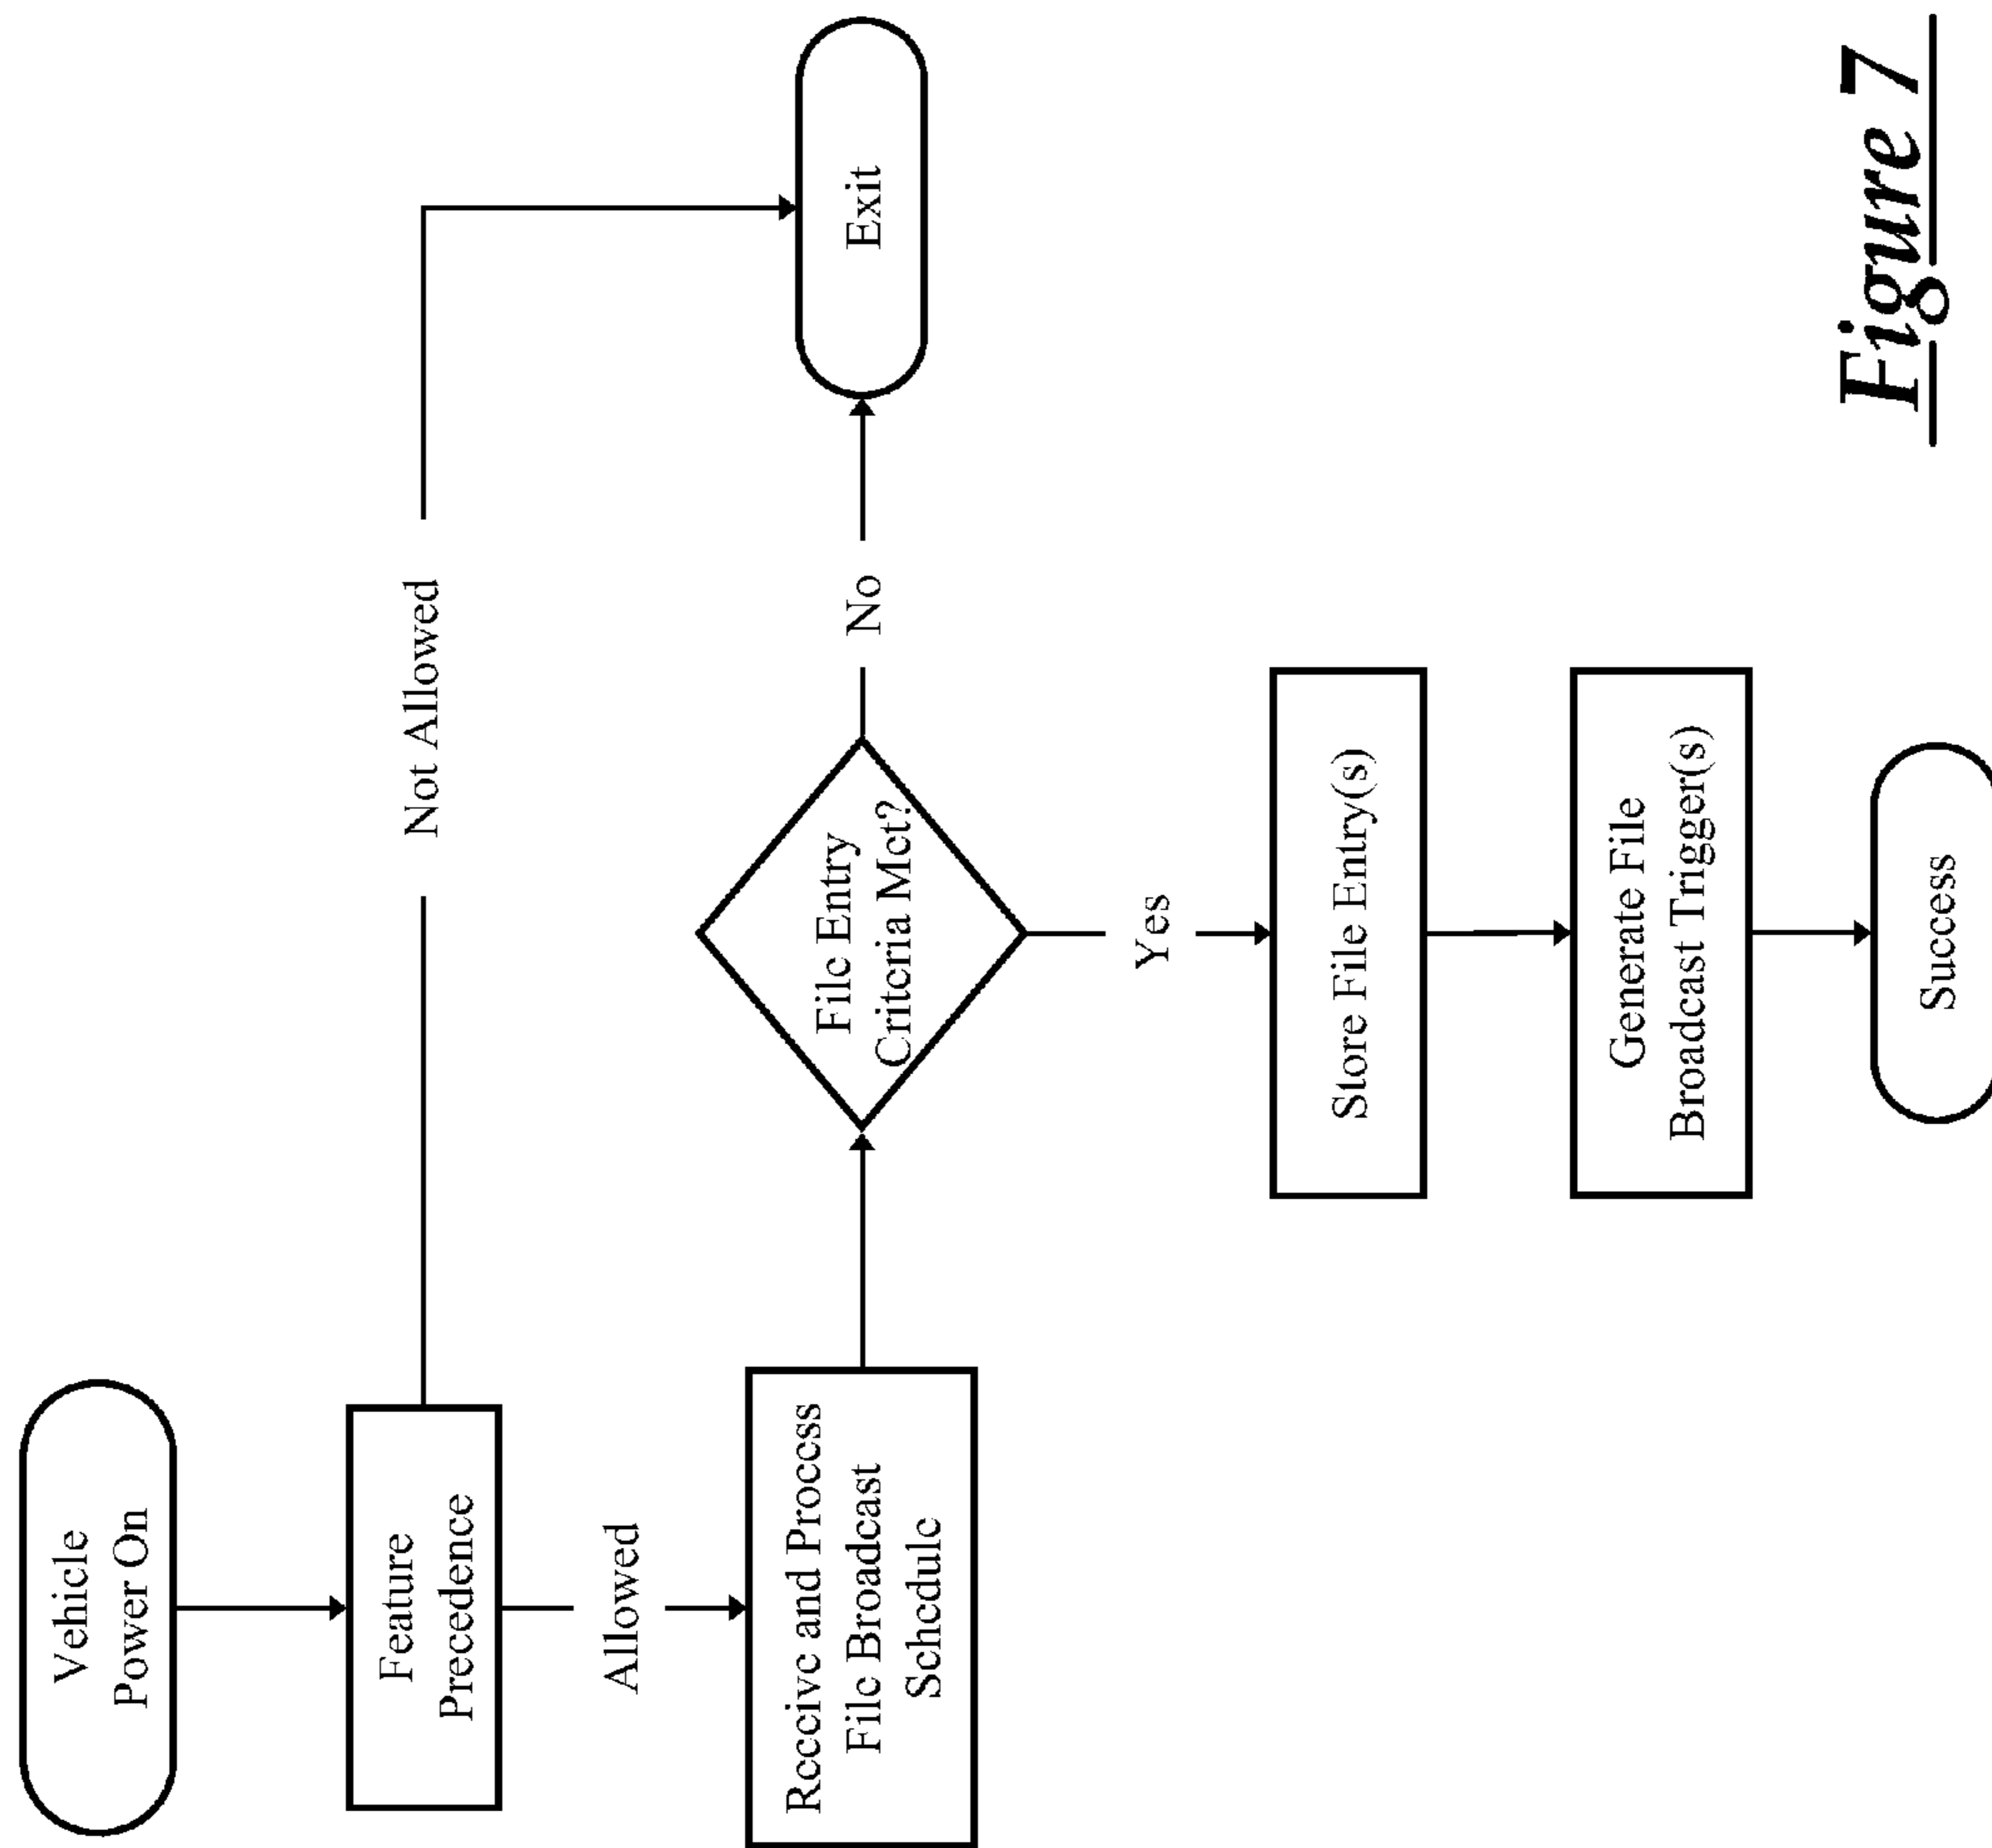 Vehicle
Power On
Feature
Precedence
Not Allowed
Allowed
Receive and Process
File Broadcast
Schedule
File Entry
Criteria Met?
No
Exit
Yes
Store File Entry(s)
Generate File
Broadcast Trigger(s)
Success
Figure 7